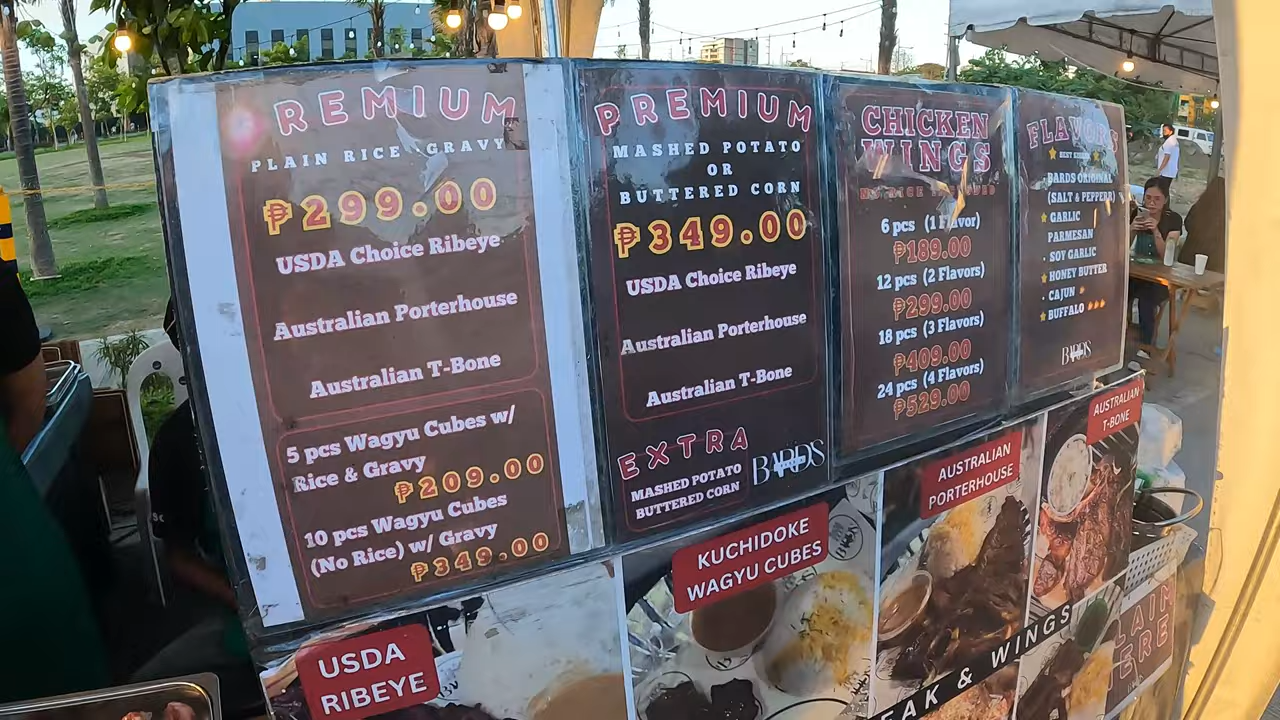 REMIUM
PLAIN RICE GRAVY
₱299.00
USDA Choice Ribeye
Australian Porterhouse
Australian T-Bone
5 pcs Wagyu Cubes w/
Rice & Gravy
₱209.00
10 pcs Wagyu Cubes
(No Rice) w/ Gravy
₱349.00
PREMIUM
MASHED POTATO
OR
BUTTERED CORN
₱349.00
USDA Choice Ribeye
Australian Porterhouse
Australian T-Bone
EXTRA
MASHED POTATO
BUTTERED CORN
BARDS
CHICKEN
WINGS
6 pcs (1 Flavor)
₱189.00
12 pcs (2 Flavors)
₱299.00
18 pcs (3 Flavors)
₱409.00
24 pcs (4 Flavors)
₱529.00
FLAVORS
BARDS ORIGINAL
(SALT & PEPPER)
GARLIC
PARMESAN
· SOY GARLIC
HONEY BUTTER
· CAJUN
BUFFALO
BARDS
USDA
RIBEYE
KUCHIDOKE
WAGYU CUBES
AUSTRALIAN
PORTERHOUSE
AUSTRALIAN
T-BONE
EAK & WINGS
LAIM
ERE